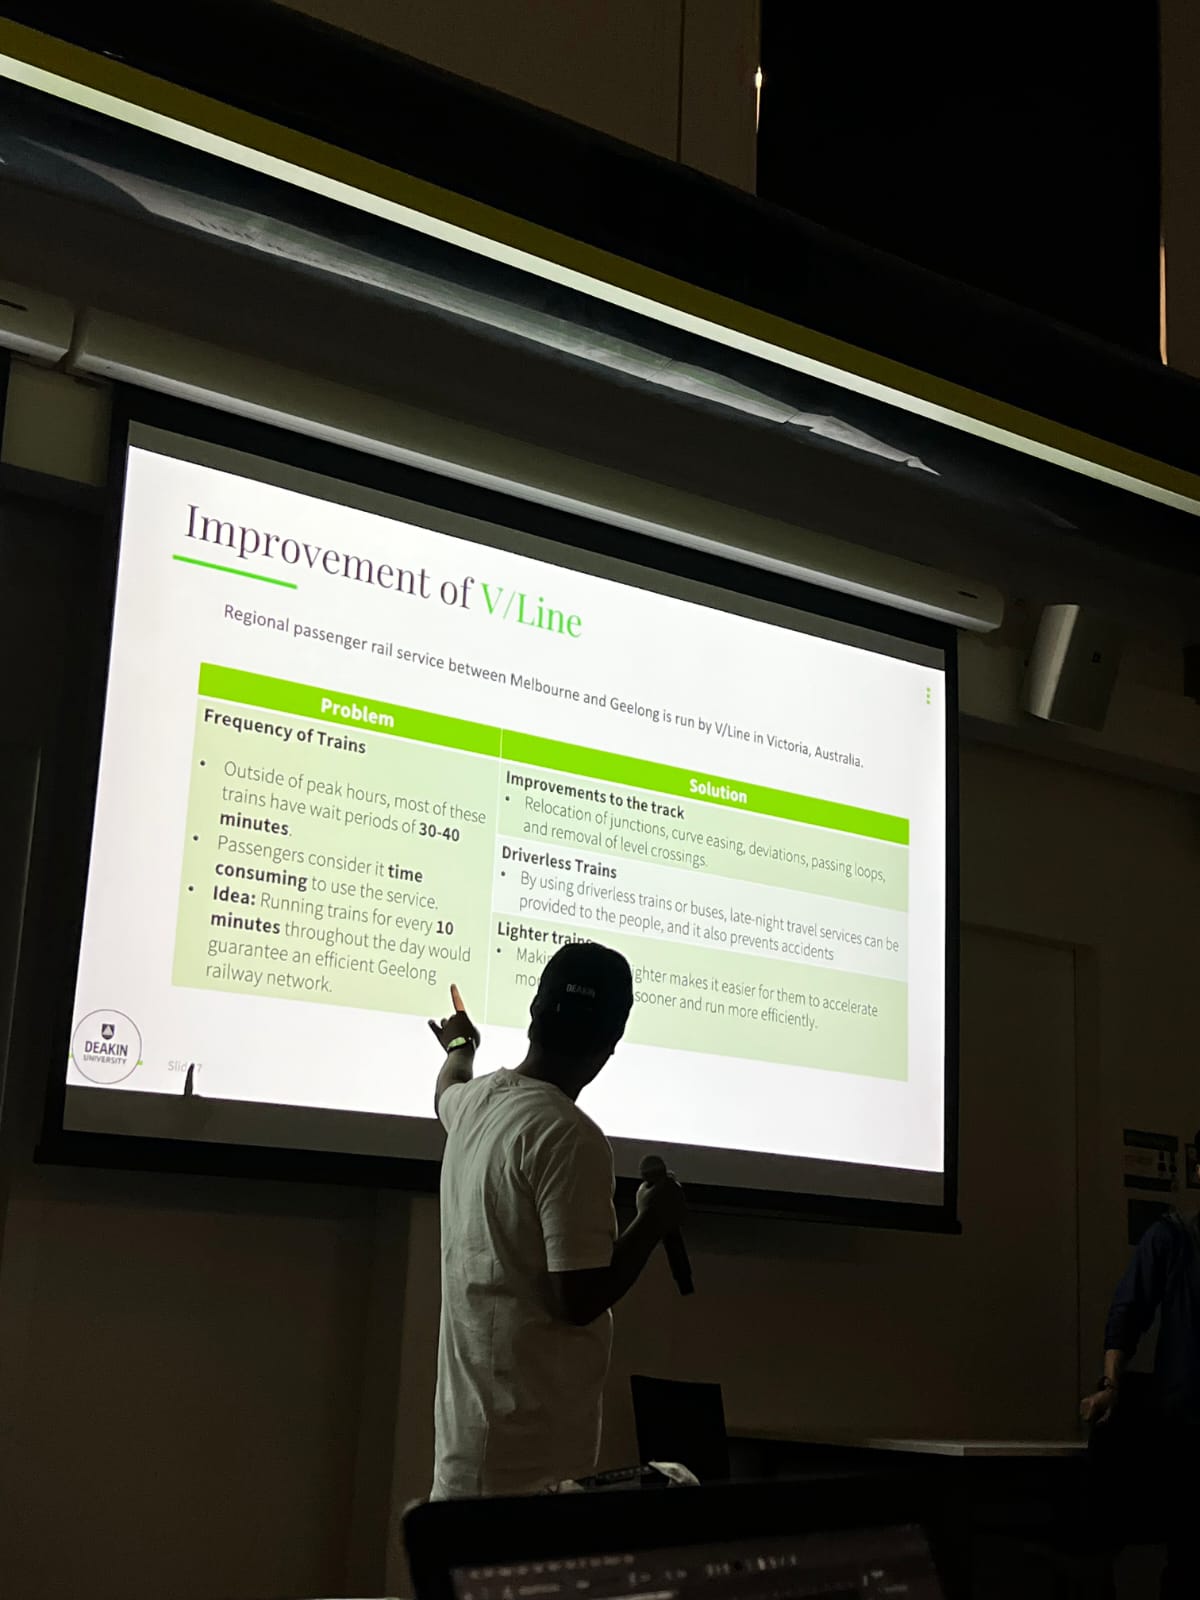 Improvement of V/Line
Regional passenger rail service between Melbourne and Geelong is run by V/Line in Victoria, Australia.
Problem
Frequency of Trains
• Outside of peak hours, most of these
trains have wait periods of 30-40
minutes.
• Passengers consider it time
consuming to use the service.
• Idea: Running trains for every 10
minutes throughout the day would
guarantee an efficient Geelong
railway network.
Solution
Improvements to the track
• Relocation of junctions, curve easing, deviations, passing loops,
and removal of level crossings.
Driverless Trains
• By using driverless trains or buses, late-night travel services can be
provided to the people, and it also prevents accidents
Lighter
• makes it easier for them to accelerate
sooner and run more efficiently.
DEAKIN
UNIVERSITY
DEAKIN